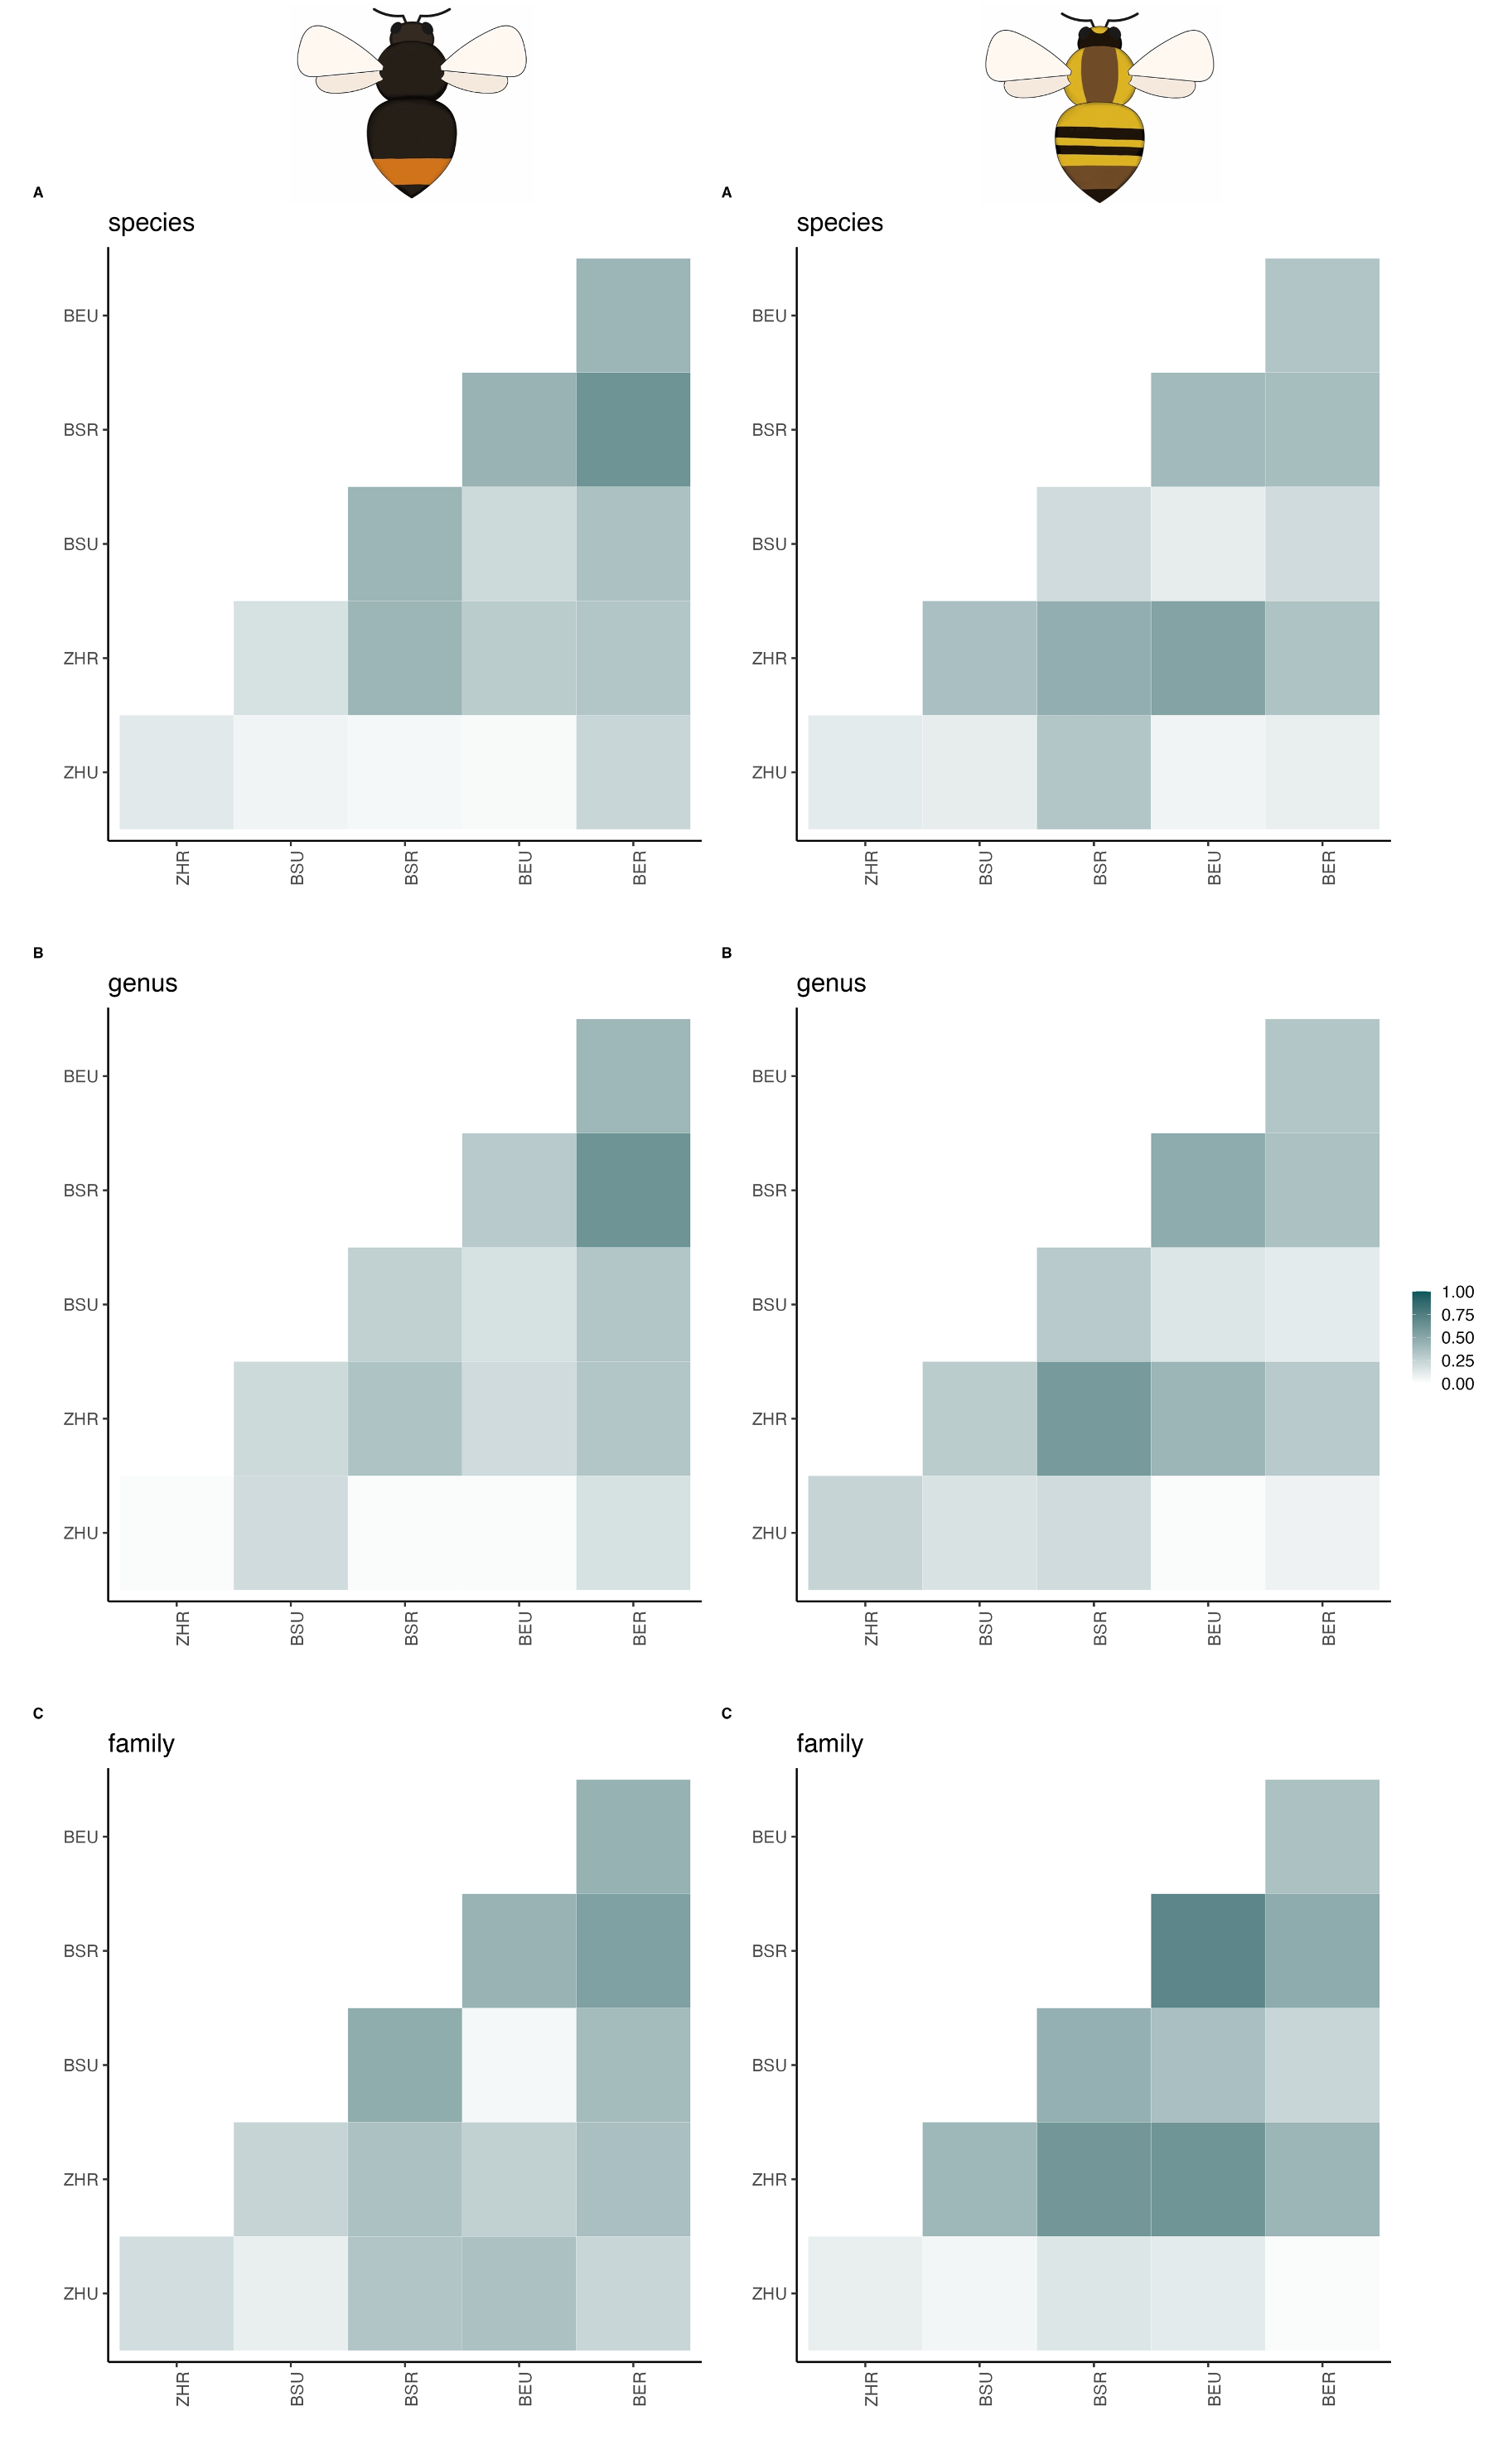 A A
species species
BEU BEU
BSR BSR
BSU BSU
ZHR ZHR
ZHU ZHU
ZHR BSU BSR BEU BER ZHR BSU BSR BEU BER
B B
genus genus
BEU BEU
BSR BSR
BSU BSU
1.00
0.75
0.50
0.25
0.00
ZHR ZHR
ZHU ZHU
ZHR BSU BSR BEU BER ZHR BSU BSR BEU BER
C C
family family
BEU BEU
BSR BSR
BSU BSU
ZHR ZHR
ZHU ZHU
ZHR BSU BSR BEU BER ZHR BSU BSR BEU BER